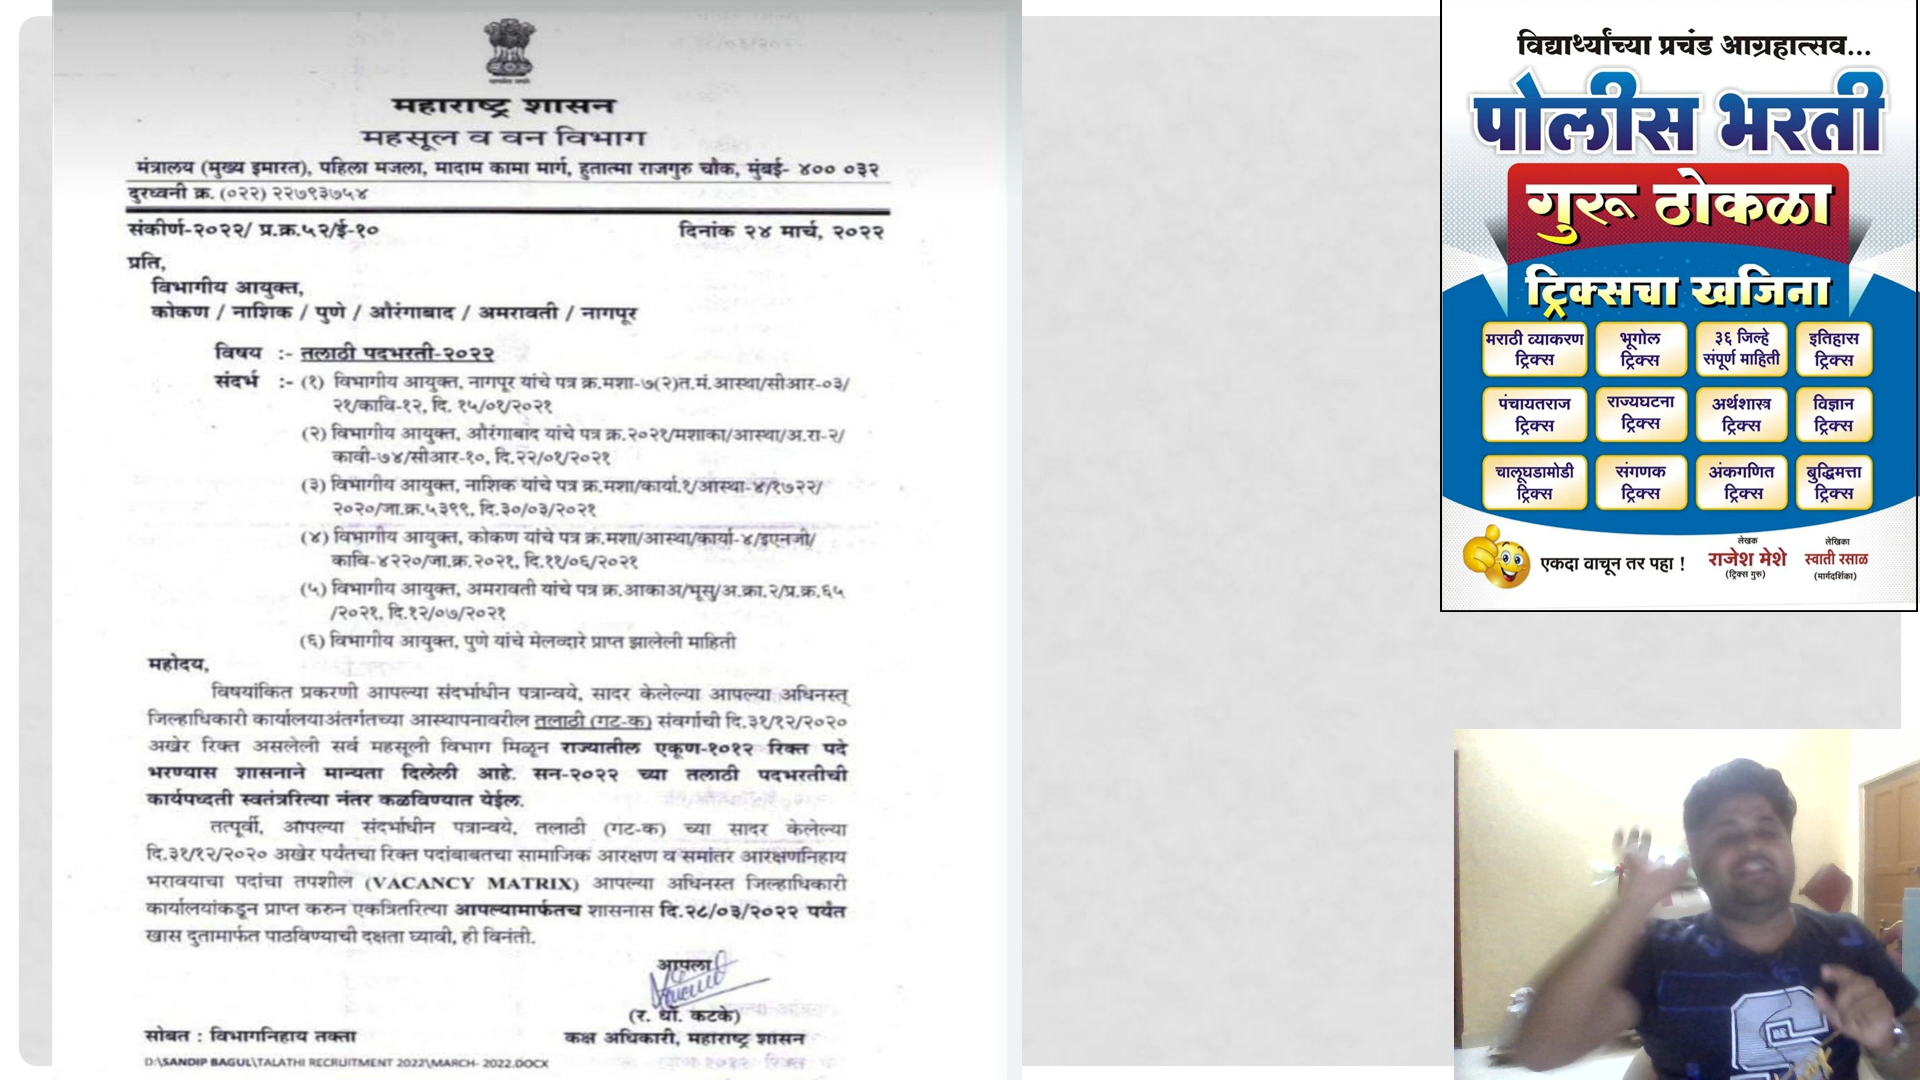 महाराष्ट्र शासन
महसूल व वन विभाग
मंत्रालय (मुख्य इमारत), पहिला मजला, मादाम कामा मार्ग, हुतात्मा राजगुरु चौक, मुंबई- ४०० ०३२
दुरध्वनी क्र. (०२२) २२७९३७५४
संकीर्ण-२०२२/ प्र.क्र.५२/ई-१० दिनांक २४ मार्च, २०२२
प्रति,
विभागीय आयुक्त,
कोकण / नाशिक / पुणे / औरंगाबाद / अमरावती / नागपूर
विषय :- तलाठी पदभरती-२०२२
संदर्भ :- (१) विभागीय आयुक्त, नागपूर यांचे पत्र क्र.मशा-७(२)त.मं.आस्था/सीआर-०३/
२१/कावि-१२, दि. १५/०१/२०२१
(२) विभागीय आयुक्त, औरंगाबाद यांचे पत्र क्र.२०२१/मशाका/आस्था/अ.रा-२/
कावी-७४/सीआर-१०, दि.२२/०१/२०२१
(३) विभागीय आयुक्त, नाशिक यांचे पत्र क्र.मशा/कार्या.१/आस्था-४/१७२२/
२०२०/जा.क्र.५३९९, दि.३०/०३/२०२१
(४) विभागीय आयुक्त, कोकण यांचे पत्र क्र.मशा/आस्था/कार्या-४/इएनजी/
कावि-४२२०/जा.क्र.२०२१, दि.११/०६/२०२१
(५) विभागीय आयुक्त, अमरावती यांचे पत्र क्र.आकाअ/भूसु/अ.क्रा.२/प्र.क्र.६५
/२०२१, दि.१२/०७/२०२१
(६) विभागीय आयुक्त, पुणे यांचे मेलव्दारे प्राप्त झालेली माहिती
महोदय,
विषयांकित प्रकरणी आपल्या संदर्भाधीन पत्रान्वये, सादर केलेल्या आपल्या अधिनस्त्
जिल्हाधिकारी कार्यालयाअंतर्गतच्या आस्थापनावरील तलाठी (गट-क) संवर्गाची दि.३१/१२/२०२०
अखेर रिक्त असलेली सर्व महसूली विभाग मिळून राज्यातील एकूण-१०१२ रिक्त पदे
भरण्यास शासनाने मान्यता दिलेली आहे. सन-२०२२ च्या तलाठी पदभरतीची
कार्यपध्दती स्वतंत्ररित्या नंतर कळविण्यात येईल.
तत्पूर्वी, आपल्या संदर्भाधीन पत्रान्वये, तलाठी (गट-क) च्या सादर केलेल्या
दि.३१/१२/२०२० अखेर पर्यंतचा रिक्त पदांबाबतचा सामाजिक आरक्षण व समांतर आरक्षणनिहाय
भरावयाचा पदांचा तपशील (VACANCY MATRIX) आपल्या अधिनस्त जिल्हाधिकारी
कार्यालयांकडून प्राप्त करुन एकत्रितरित्या आपल्यामार्फतच शासनास दि.२८/०३/२०२२ पर्यंत
खास दुतामार्फत पाठविण्याची दक्षता घ्यावी, ही विनंती.
आपला
(र. धों. कटके)
सोबत : विभागनिहाय तक्ता कक्ष अधिकारी, महाराष्ट्र शासन
D:\SANDIP BAGUL\TALATHI RECRUITMENT 2022\MARCH- 2022.DOCX
विद्यार्थ्यांच्या प्रचंड आग्रहात्सव...
पोलीस भरती
गुरू ठोकळा
ट्रिक्सचा खजिना
मराठी व्याकरण ट्रिक्स
भूगोल ट्रिक्स
३६ जिल्हे संपूर्ण माहिती
इतिहास ट्रिक्स
पंचायतराज ट्रिक्स
राज्यघटना ट्रिक्स
अर्थशास्त्र ट्रिक्स
विज्ञान ट्रिक्स
चालूघडामोडी ट्रिक्स
संगणक ट्रिक्स
अंकगणित ट्रिक्स
बुद्धिमत्ता ट्रिक्स
एकदा वाचून तर पहा !
लेखक
राजेश मेशे
(ट्रिक्स गुरु)
लेखिका
स्वाती रसाळ
(मार्गदर्शिका)